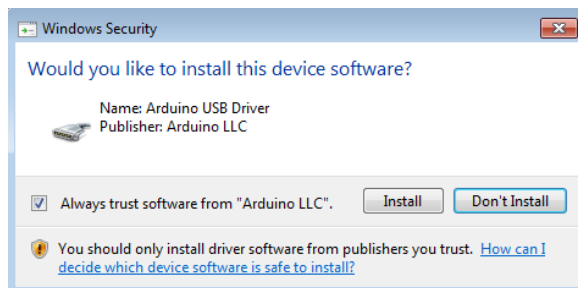 Windows Security
Would you like to install this device software?
Name: Arduino USB Driver
Publisher: Arduino LLC
Always trust software from "Arduino LLC".
Install
Don't Install
You should only install driver software from publishers you trust. How can I
decide which device software is safe to install?